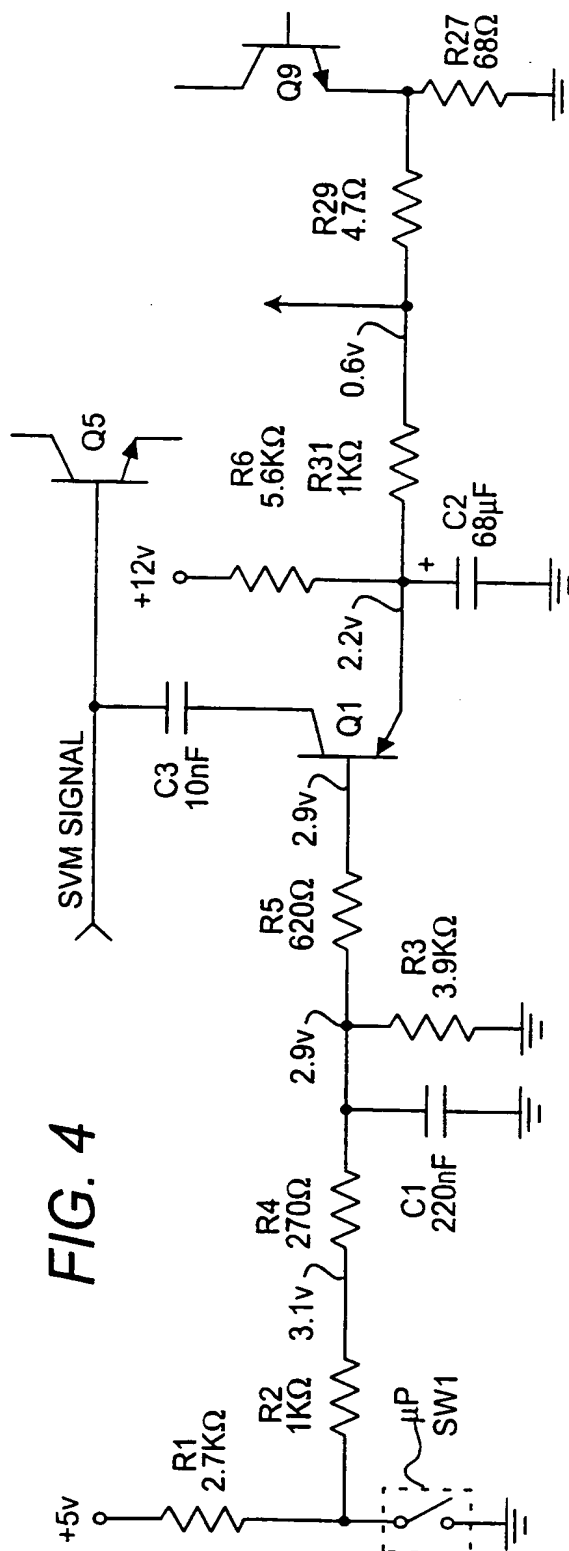 FIG. 4
+5v
R1
2.7KΩ
R2
1KΩ
μP
SW1
3.1v
R4
270Ω
C1
220nF
2.9v
R3
3.9KΩ
R5
620Ω
2.9v
Q1
SVM SIGNAL
C3
10nF
Q5
+12v
R6
5.6KΩ
2.2v
+
C2
68μF
R31
1KΩ
0.6v
R29
4.7Ω
Q9
R27
68Ω